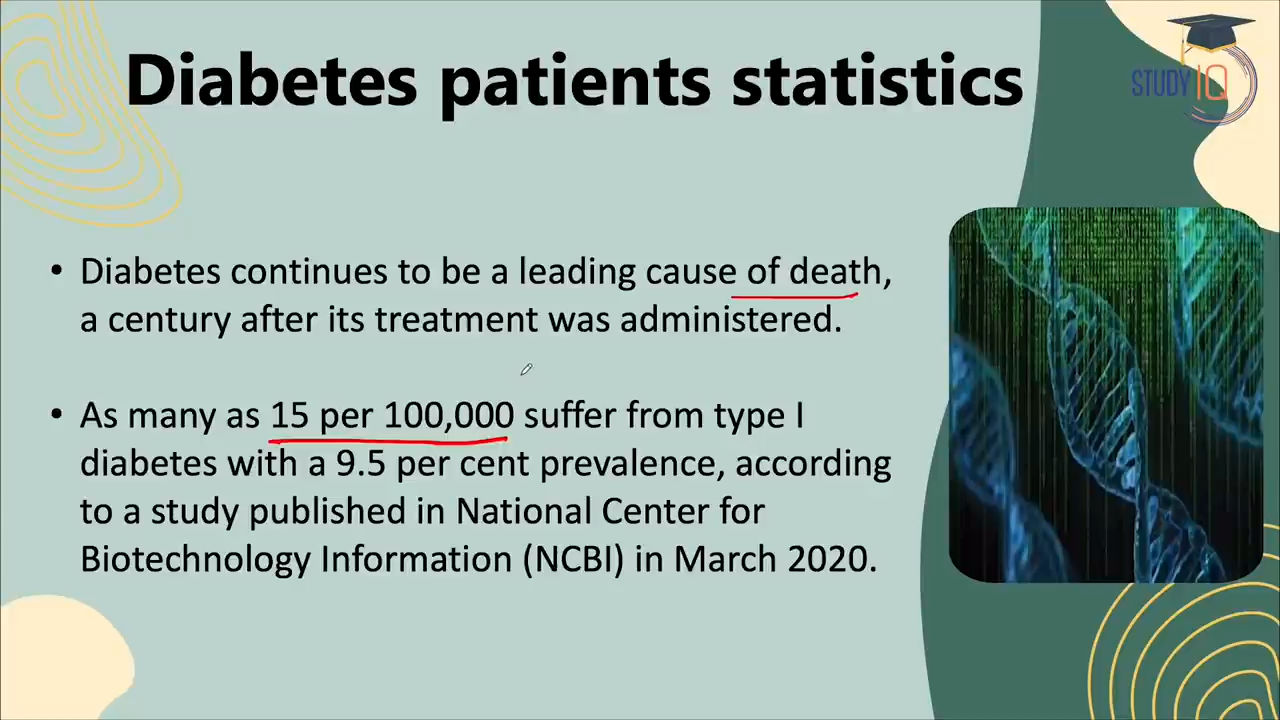 Diabetes patients statistics
STUDY IQ
• Diabetes continues to be a leading cause of death,
a century after its treatment was administered.
• As many as 15 per 100,000 suffer from type I
diabetes with a 9.5 per cent prevalence, according
to a study published in National Center for
Biotechnology Information (NCBI) in March 2020.